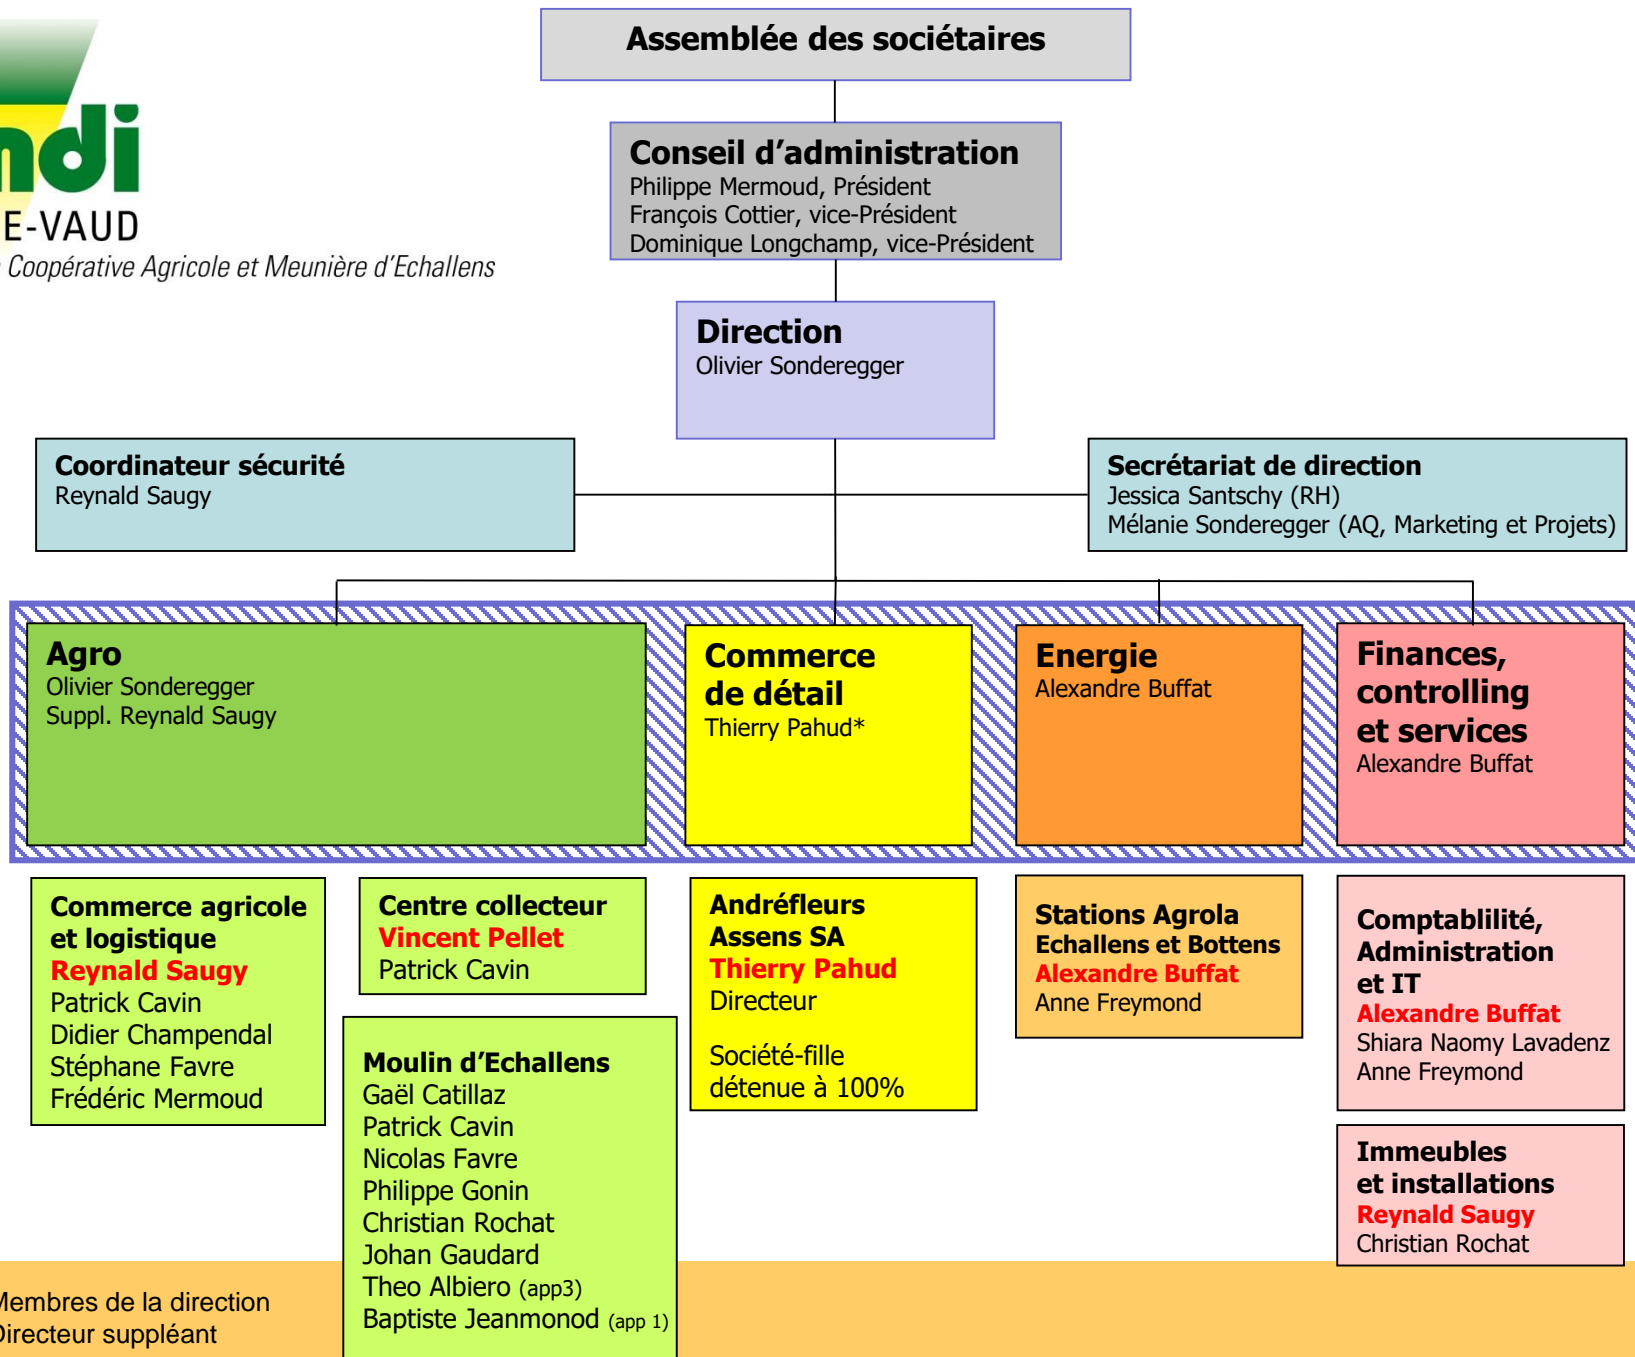 Assemblée des sociétaires
ndi
E-VAUD
Coopérative Agricole et Meunière d'Echallens
Conseil d'administration
Philippe Mermoud, Président
François Cottier, vice-Président
Dominique Longchamp, vice-Président
Direction
Olivier Sonderegger
Coordinateur sécurité
Reynald Saugy
Secrétariat de direction
Jessica Santschy (RH)
Mélanie Sonderegger (AQ, Marketing et Projets)
Agro
Olivier Sonderegger
Suppl. Reynald Saugy
Commerce
de détail
Thierry Pahud*
Energie
Alexandre Buffat
Finances,
controlling
et services
Alexandre Buffat
Commerce agricole
et logistique
Reynald Saugy
Patrick Cavin
Didier Champendal
Stéphane Favre
Frédéric Mermoud
Centre collecteur
Vincent Pellet
Patrick Cavin
Moulin d'Echallens
Gaël Catillaz
Patrick Cavin
Nicolas Favre
Philippe Gonin
Christian Rochat
Johan Gaudard
Theo Albiero (app3)
Baptiste Jeanmonod (app 1)
Andréfleurs
Assens SA
Thierry Pahud
Directeur
Société-fille
détenue à 100%
Stations Agrola
Echallens et Bottens
Alexandre Buffat
Anne Freymond
Comptablilité,
Administration
et IT
Alexandre Buffat
Shiara Naomy Lavadenz
Anne Freymond
Immeubles
et installations
Reynald Saugy
Christian Rochat
Membres de la direction
Directeur suppléant